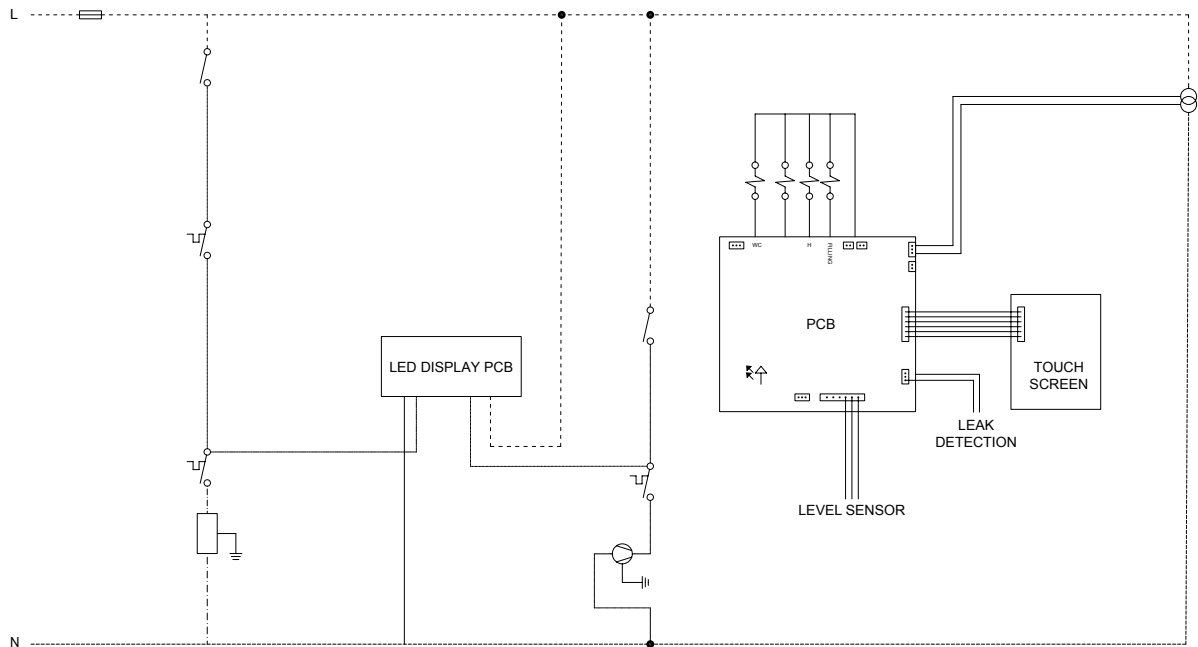 L
WC
H
FILLING
PCB
LED DISPLAY PCB
TOUCH
SCREEN
LEAK
DETECTION
LEVEL SENSOR
N